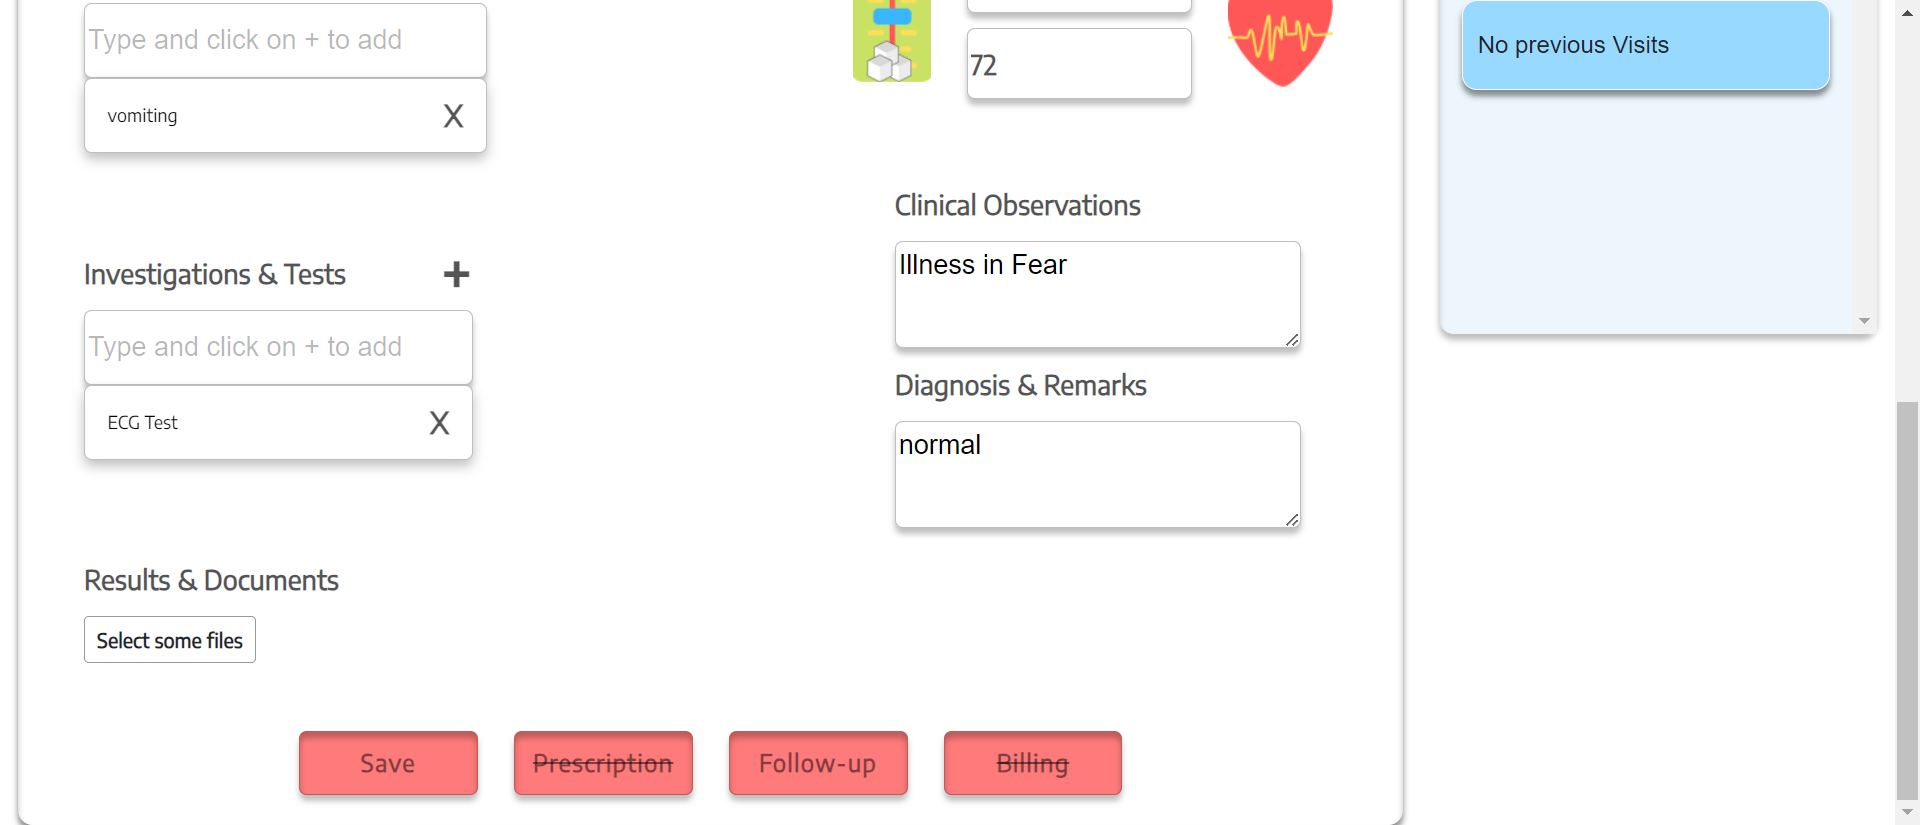 Type and click on + to add
vomiting X
72
No previous Visits
Clinical Observations
Illness in Fear
Investigations & Tests +
Type and click on + to add
ECG Test X
Diagnosis & Remarks
normal
Results & Documents
Select some files
Save Prescription Follow-up Billing